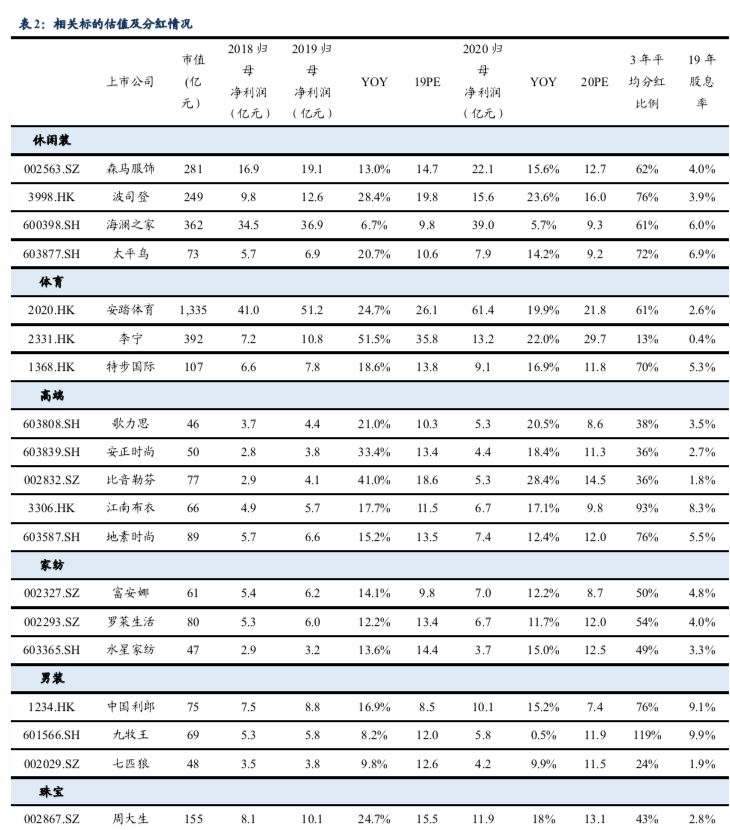 表 2：相关标的估值及分红情况
上市公司 市值(亿元) 2018 归母净利润(亿元) 2019 归母净利润(亿元) YOY 19PE 2020 归母净利润(亿元) YOY 20PE 3 年平均分红比例 19 年股息率
休闲装
002563.SZ 森马服饰 281 16.9 19.1 13.0% 14.7 22.1 15.6% 12.7 62% 4.0%
3998.HK 波司登 249 9.8 12.6 28.4% 19.8 15.6 23.6% 16.0 76% 3.9%
600398.SH 海澜之家 362 34.5 36.9 6.7% 9.8 39.0 5.7% 9.3 61% 6.0%
603877.SH 太平鸟 73 5.7 6.9 20.7% 10.6 7.9 14.2% 9.2 72% 6.9%
体育
2020.HK 安踏体育 1,335 41.0 51.2 24.7% 26.1 61.4 19.9% 21.8 61% 2.6%
2331.HK 李宁 392 7.2 10.8 51.5% 35.8 13.2 22.0% 29.7 13% 0.4%
1368.HK 特步国际 107 6.6 7.8 18.6% 13.8 9.1 16.9% 11.8 70% 5.3%
高端
603808.SH 歌力思 46 3.7 4.4 21.0% 10.3 5.3 20.5% 8.6 38% 3.5%
603839.SH 安正时尚 50 2.8 3.8 33.4% 13.4 4.4 18.4% 11.3 36% 2.7%
002832.SZ 比音勒芬 77 2.9 4.1 41.0% 18.6 5.3 28.4% 14.5 36% 1.8%
3306.HK 江南布衣 66 4.9 5.7 17.7% 11.5 6.7 17.1% 9.8 93% 8.3%
603587.SH 地素时尚 89 5.7 6.6 15.2% 13.5 7.4 12.4% 12.0 76% 5.5%
家纺
002327.SZ 富安娜 61 5.4 6.2 14.1% 9.8 7.0 12.2% 8.7 50% 4.8%
002293.SZ 罗莱生活 80 5.3 6.0 12.2% 13.4 6.7 11.7% 12.0 54% 4.0%
603365.SH 水星家纺 47 2.9 3.2 13.6% 14.4 3.7 15.0% 12.5 49% 3.3%
男装
1234.HK 中国利郎 75 7.5 8.8 16.9% 8.5 10.1 15.2% 7.4 76% 9.1%
601566.SH 九牧王 69 5.3 5.8 8.2% 12.0 5.8 0.5% 11.9 119% 9.9%
002029.SZ 七匹狼 48 3.5 3.8 9.8% 12.6 4.2 9.9% 11.5 24% 1.9%
珠宝
002867.SZ 周大生 155 8.1 10.1 24.7% 15.5 11.9 18% 13.1 43% 2.8%